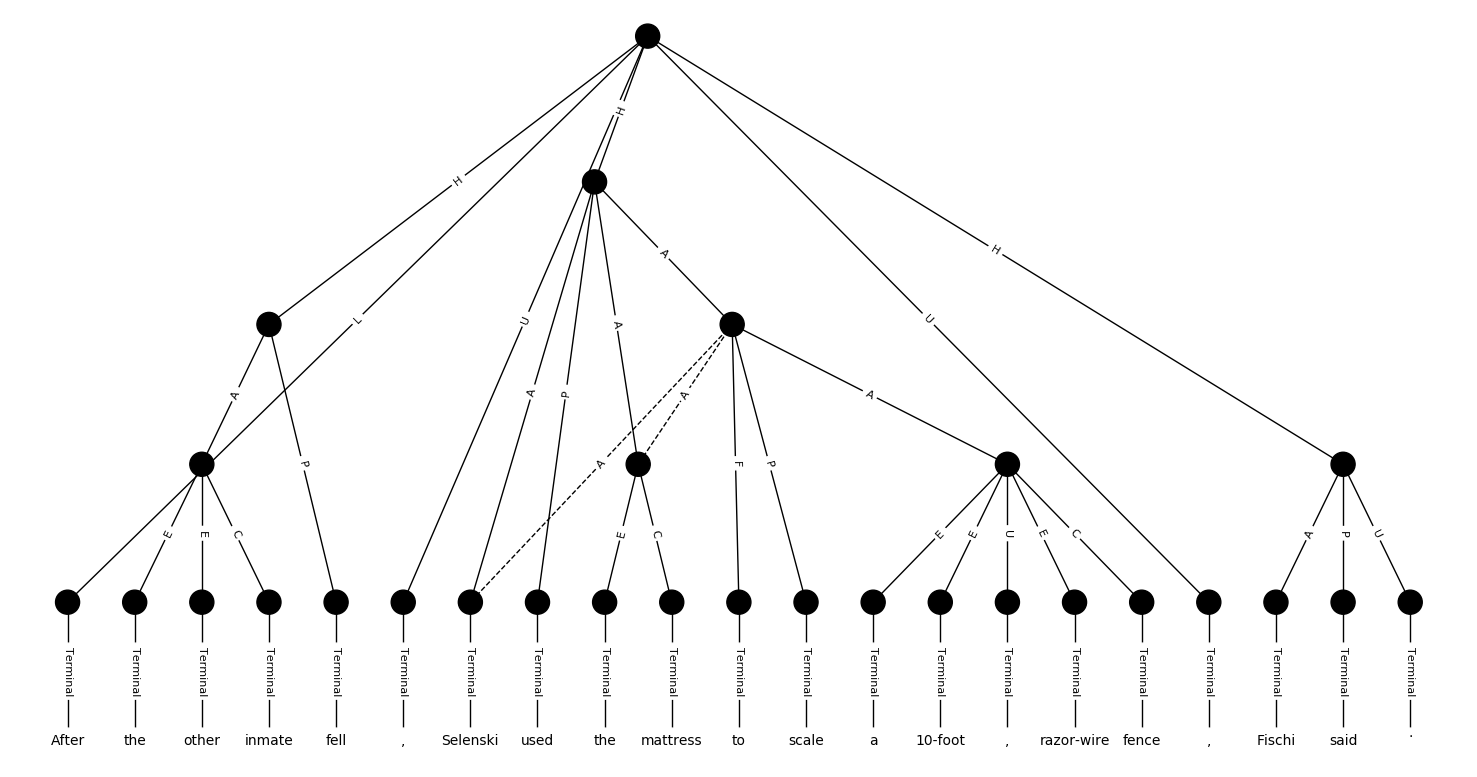 H
H
L
H
A
U
A
U
A
P
A
A
A
A
P
A
F
P
E
E
C
E
C
E
E
U
E
C
A
P
U
Terminal Terminal Terminal Terminal Terminal Terminal Terminal Terminal Terminal Terminal Terminal Terminal Terminal Terminal Terminal Terminal Terminal Terminal Terminal Terminal Terminal
After the other inmate fell , Selenski used the mattress to scale a 10-foot , razor-wire fence , Fischi said .